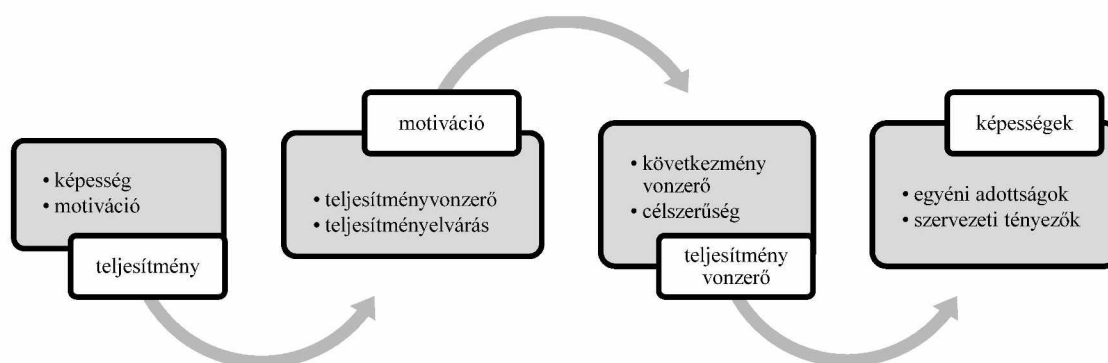 • képesség
• motiváció
teljesítmény
motiváció
• teljesítményvonzerő
• teljesítményelvárás
• következmény
vonzerő
• célszerűség
teljesítmény
vonzerő
képességek
• egyéni adottságok
• szervezeti tényezők